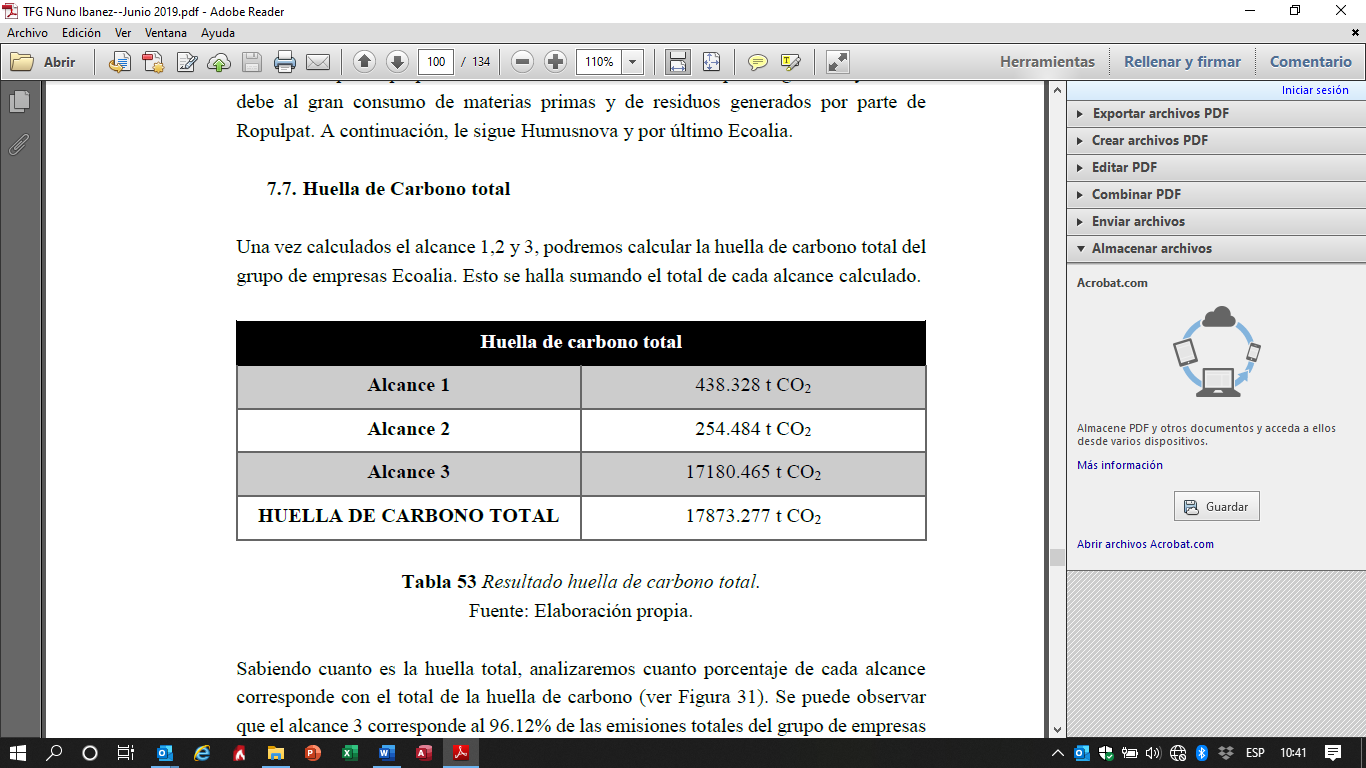 TFG Nuno Ibanez--Junio 2019.pdf - Adobe Reader
Archivo Edición Ver Ventana Ayuda
Abrir 100 / 134 110% Herramientas Rellenar y firmar Comentario
debe al gran consumo de materias primas y de residuos generados por parte de
Ropulpat. A continuación, le sigue Humusnova y por último Ecoalia.
7.7. Huella de Carbono total
Una vez calculados el alcance 1,2 y 3, podremos calcular la huella de carbono total del
grupo de empresas Ecoalia. Esto se halla sumando el total de cada alcance calculado.
Huella de carbono total
Alcance 1 438.328 t CO₂
Alcance 2 254.484 t CO₂
Alcance 3 17180.465 t CO₂
HUELLA DE CARBONO TOTAL 17873.277 t CO₂
Tabla 53 Resultado huella de carbono total.
Fuente: Elaboración propia.
Sabiendo cuanto es la huella total, analizaremos cuanto porcentaje de cada alcance
corresponde con el total de la huella de carbono (ver Figura 31). Se puede observar
que el alcance 3 corresponde al 96.12% de las emisiones totales del grupo de empresas
Iniciar sesión
Exportar archivos PDF
Crear archivos PDF
Editar PDF
Combinar PDF
Enviar archivos
Almacenar archivos
Acrobat.com
Almacene PDF y otros documentos y acceda a ellos
desde varios dispositivos.
Más información
Guardar
Abrir archivos Acrobat.com
ESP 10:41